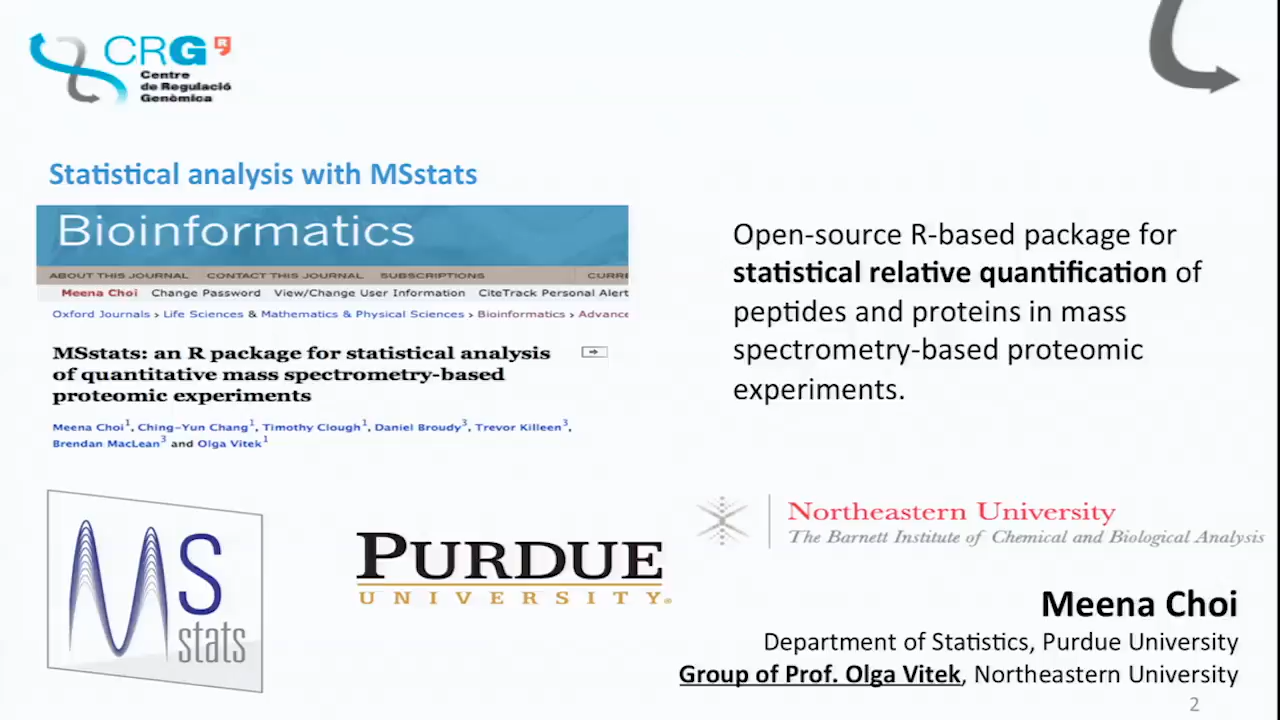 CRG R
Centre
de Regulació
Genòmica
Statistical analysis with MSstats
Bioinformatics
ABOUT THIS JOURNAL CONTACT THIS JOURNAL SUBSCRIPTIONS CURRE
Meena Choi Change Password View/Change User Information CiteTrack Personal Alert
Oxford Journals > Life Sciences & Mathematics & Physical Sciences > Bioinformatics > Advance
MSstats: an R package for statistical analysis
of quantitative mass spectrometry-based
proteomic experiments
Meena Choi1, Ching-Yun Chang1, Timothy Clough1, Daniel Broudy3, Trevor Killeen3,
Brendan MacLean3 and Olga Vitek1
Open-source R-based package for
statistical relative quantification of
peptides and proteins in mass
spectrometry-based proteomic
experiments.
MS
stats
PURDUE
UNIVERSITY®
Northeastern University
The Barnett Institute of Chemical and Biological Analysis
Meena Choi
Department of Statistics, Purdue University
Group of Prof. Olga Vitek, Northeastern University
2